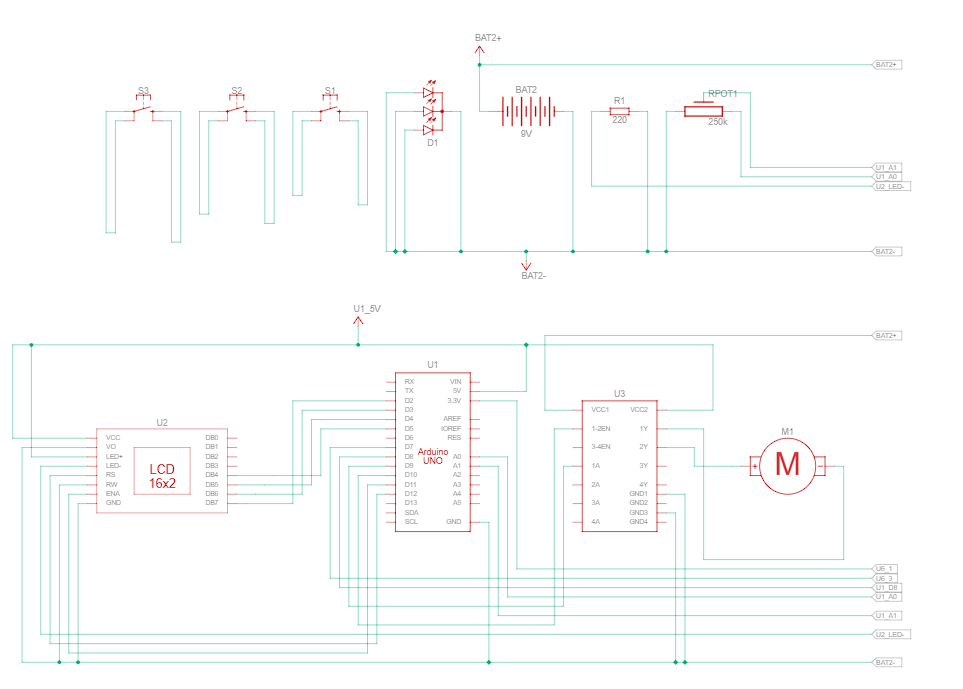 BAT2+
BAT2+
S3
S2
S1
BAT2
9V
D1
R1
220
RPOT1
250k
U1_A1
U1_A0
U2_LED-
BAT2-
BAT2-
U1_5V
BAT2+
U2
VCC
VO
LED+
LED-
RS
RW
ENA
GND
LCD
16x2
DB0
DB1
DB2
DB3
DB4
DB5
DB6
DB7
U1
RX
TX
D2
D3
D4
D5
D6
D7
D8
D9
D10
D11
D12
D13
SDA
SCL
Arduino
UNO
VIN
5V
3.3V
AREF
IOREF
RES
A0
A1
A2
A3
A4
A5
GND
U3
VCC1
1-2EN
3-4EN
1A
2A
3A
4A
VCC2
1Y
2Y
3Y
4Y
GND1
GND2
GND3
GND4
M1
+
M
-
U6_1
U6_3
U1_D8
U1_A0
U1_A1
U2_LED-
BAT2-